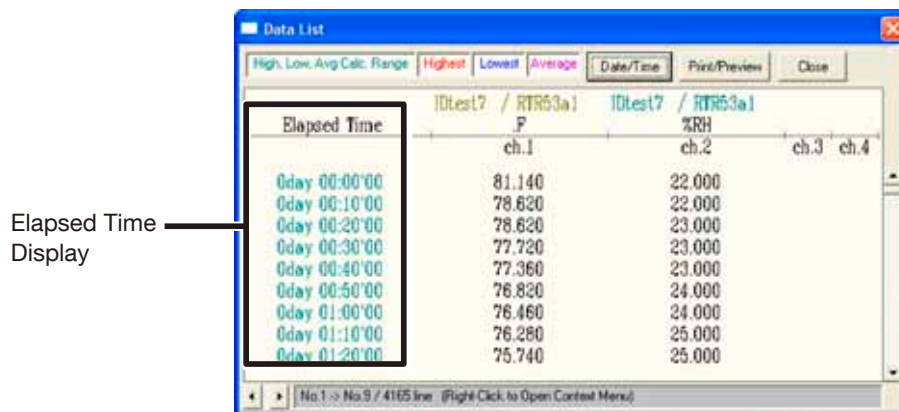 Data List
High, Low, Avg Calc. Range Highest Lowest Average Date/Time Print/Preview Close
IDtest7 / RTR53a1 IDtest7 / RTR53a1
Elapsed Time .F %RH
ch.1 ch.2 ch.3 ch.4
0day 00:00'00 81.140 22.000
0day 00:10'00 78.620 22.000
0day 00:20'00 78.620 23.000
0day 00:30'00 77.720 23.000
0day 00:40'00 77.360 23.000
0day 00:50'00 76.820 24.000
0day 01:00'00 76.460 24.000
0day 01:10'00 76.280 25.000
0day 01:20'00 75.740 25.000
Elapsed Time
Display
No.1 -> No.9 / 4165 line (Right-Click to Open Context Menu)